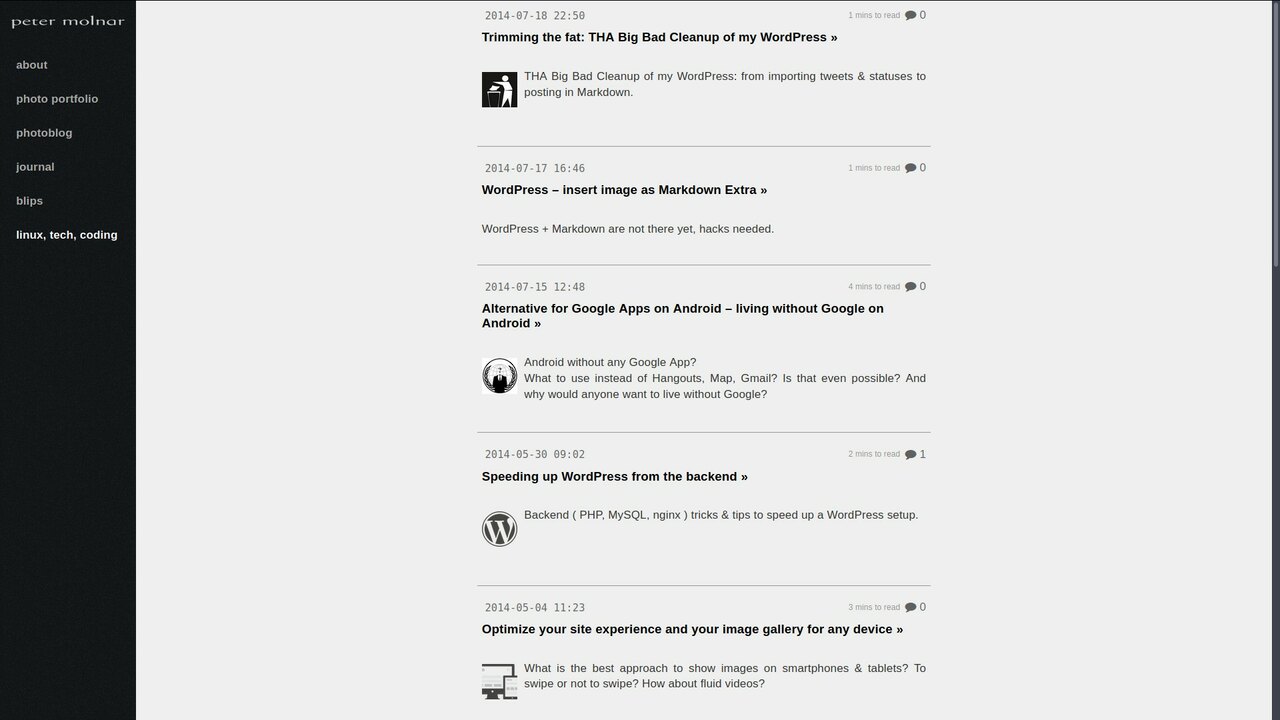 peter molnar
about
photo portfolio
photoblog
journal
blips
linux, tech, coding
2014-07-18 22:50 1 mins to read 0
Trimming the fat: THA Big Bad Cleanup of my WordPress »
THA Big Bad Cleanup of my WordPress: from importing tweets & statuses to
posting in Markdown.
2014-07-17 16:46 1 mins to read 0
WordPress – insert image as Markdown Extra »
WordPress + Markdown are not there yet, hacks needed.
2014-07-15 12:48 4 mins to read 0
Alternative for Google Apps on Android – living without Google on
Android »
Android without any Google App?
What to use instead of Hangouts, Map, Gmail? Is that even possible? And
why would anyone want to live without Google?
2014-05-30 09:02 2 mins to read 1
Speeding up WordPress from the backend »
Backend ( PHP, MySQL, nginx ) tricks & tips to speed up a WordPress setup.
2014-05-04 11:23 3 mins to read 0
Optimize your site experience and your image gallery for any device »
What is the best approach to show images on smartphones & tablets? To
swipe or not to swipe? How about fluid videos?